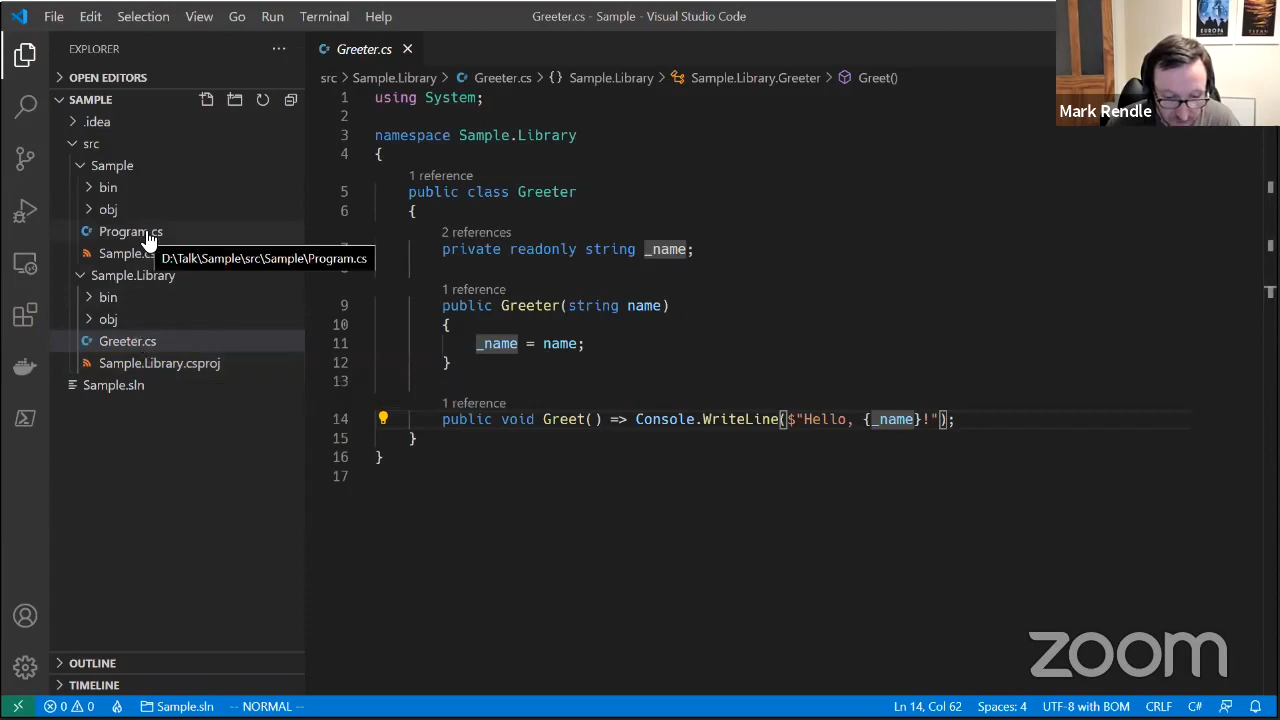 File Edit Selection View Go Run Terminal Help
Greeter.cs - Sample - Visual Studio Code
EXPLORER
OPEN EDITORS
SAMPLE
.idea
src
Sample
bin
obj
Program.cs
Sample.cs
D:\Talk\Sample\src\Sample\Program.cs
Sample.Library
bin
obj
Greeter.cs
Sample.Library.csproj
Sample.sln
OUTLINE
TIMELINE
Greeter.cs
src > Sample.Library > Greeter.cs > {} Sample.Library > Sample.Library.Greeter > Greet()
1 using System;
2
3 namespace Sample.Library
4 {
1 reference
5 public class Greeter
6 {
2 references
private readonly string _name;
1 reference
9 public Greeter(string name)
10 {
11 _name = name;
12 }
13
1 reference
14 public void Greet() => Console.WriteLine($"Hello, {_name}!");
15 }
16 }
17
EUROPA
TITAN
Mark Rendle
zoom
0 0 Sample.sln -- NORMAL -- Ln 14, Col 62 Spaces: 4 UTF-8 with BOM CRLF C#